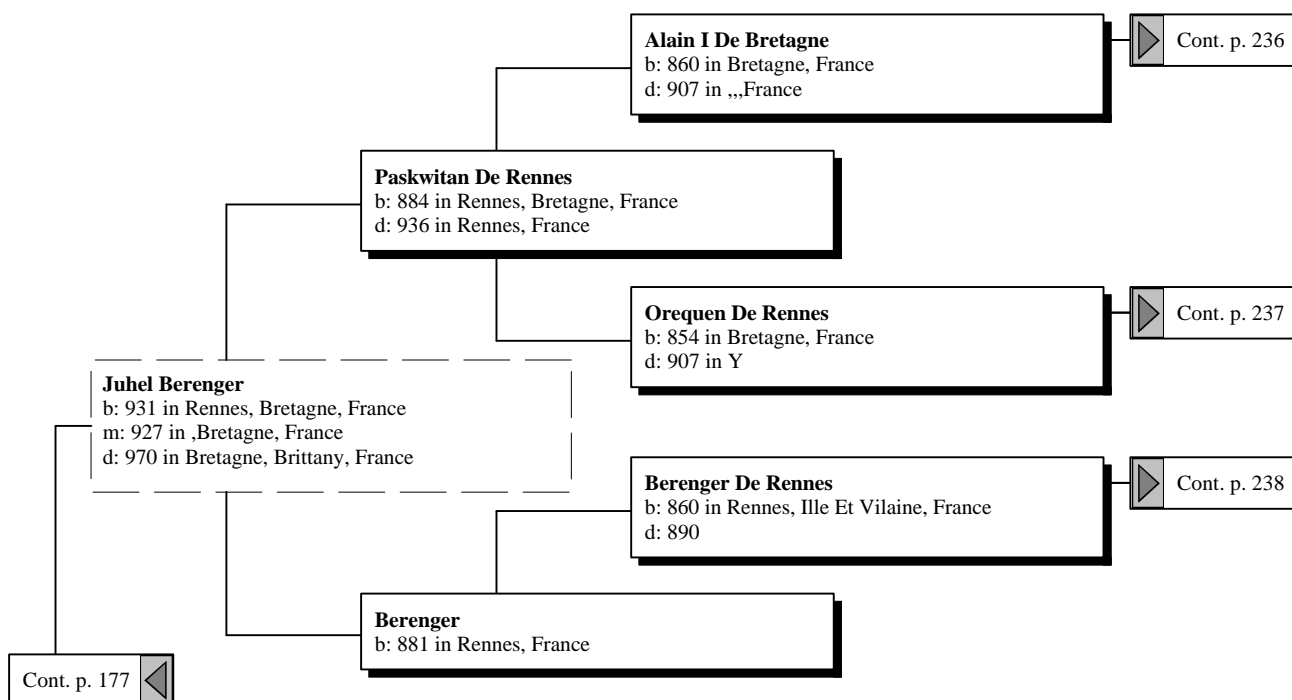 Alain I De Bretagne
b: 860 in Bretagne, France
d: 907 in ,,,France
Cont. p. 236
Paskwitan De Rennes
b: 884 in Rennes, Bretagne, France
d: 936 in Rennes, France
Orequen De Rennes
b: 854 in Bretagne, France
d: 907 in Y
Cont. p. 237
Juhel Berenger
b: 931 in Rennes, Bretagne, France
m: 927 in ,Bretagne, France
d: 970 in Bretagne, Brittany, France
Berenger De Rennes
b: 860 in Rennes, Ille Et Vilaine, France
d: 890
Cont. p. 238
Berenger
b: 881 in Rennes, France
Cont. p. 177